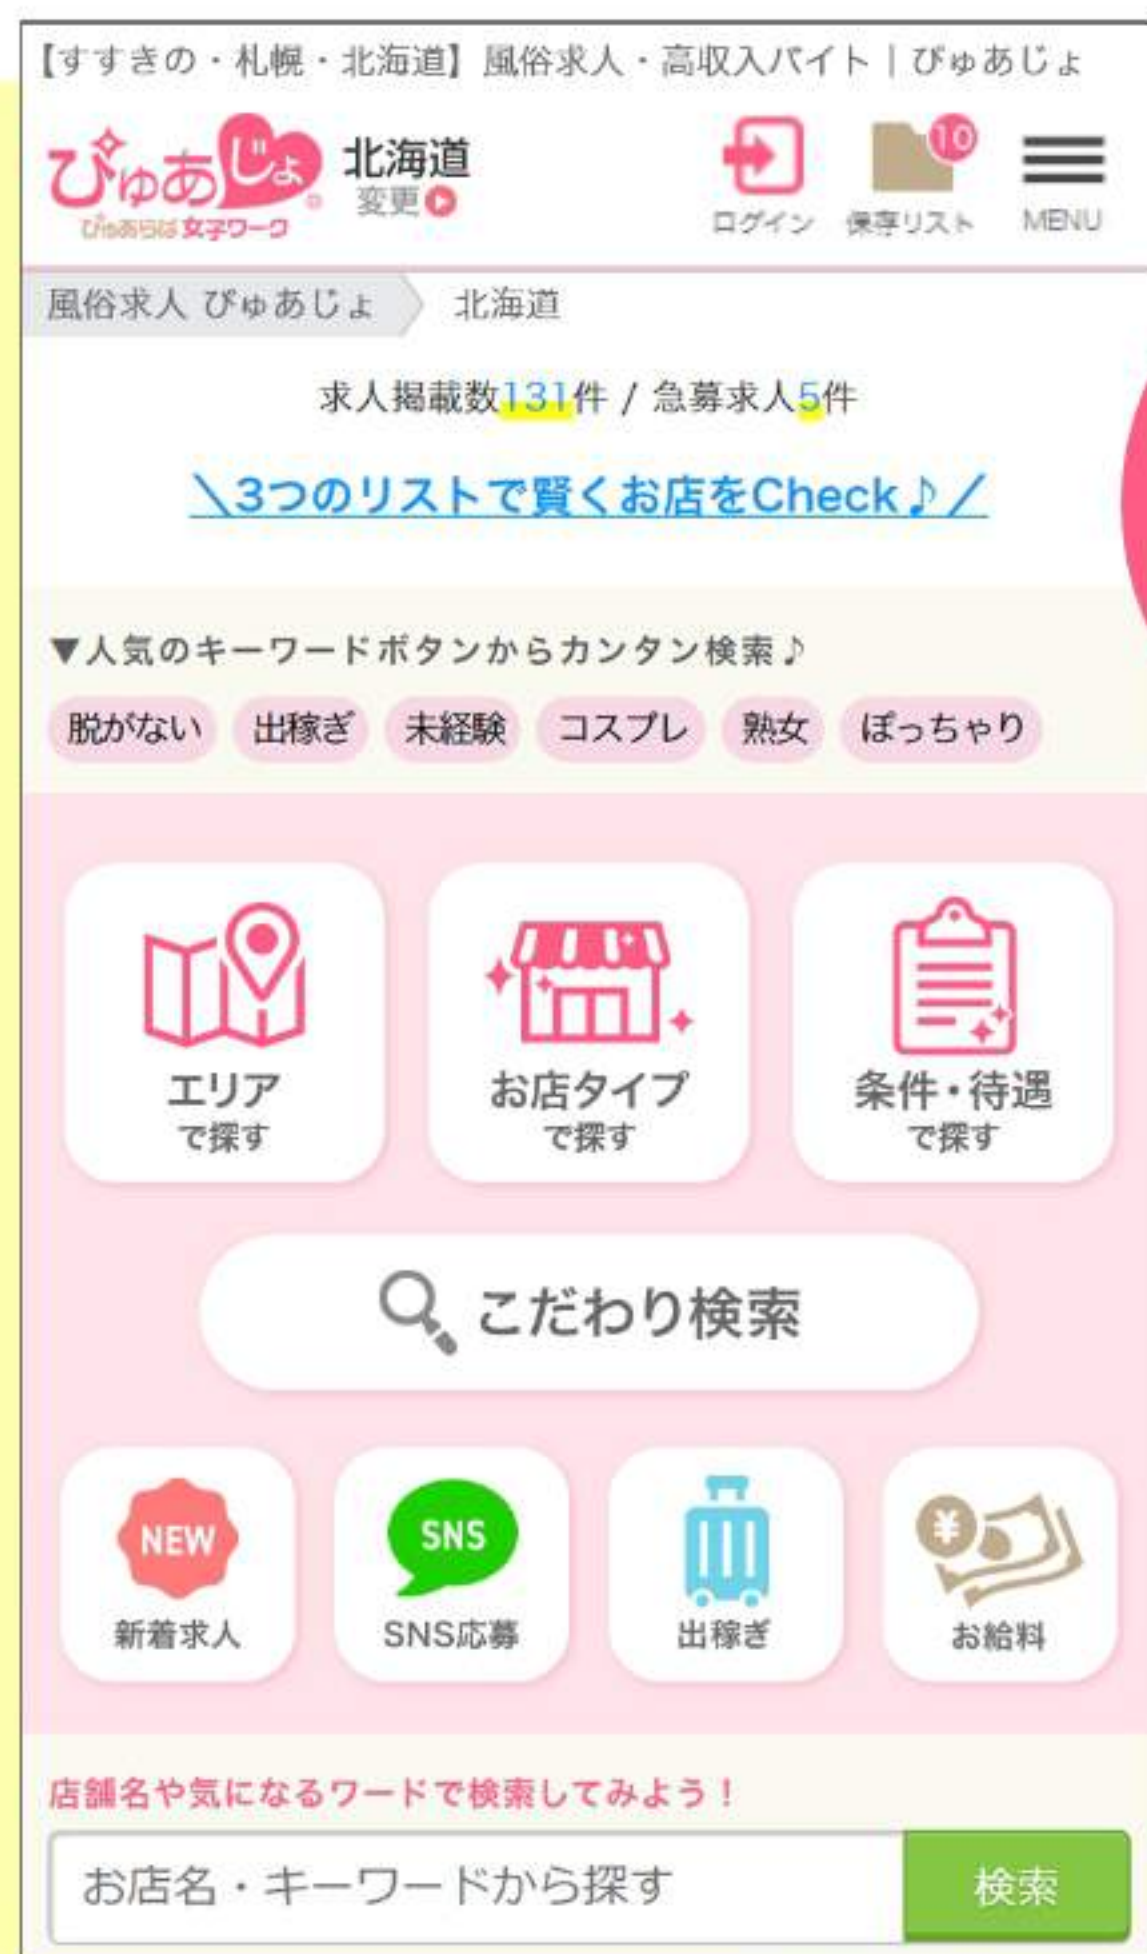 【すすきの・札幌・北海道】風俗求人・高収入バイト｜ぴゅあじょ
ぴゅあじょ
ぴゅあらば女子ワーク
北海道
変更
ログイン
10
保存リスト
MENU
風俗求人 ぴゅあじょ 北海道
求人掲載数131件 / 急募求人5件
＼3つのリストで賢くお店をCheck♪／
▼人気のキーワードボタンからカンタン検索♪
脱がない 出稼ぎ 未経験 コスプレ 熟女 ぽっちゃり
エリア
で探す
お店タイプ
で探す
条件・待遇
で探す
こだわり検索
NEW
新着求人
SNS
SNS応募
出稼ぎ
¥
お給料
店舗名や気になるワードで検索してみよう！
お店名・キーワードから探す 検索